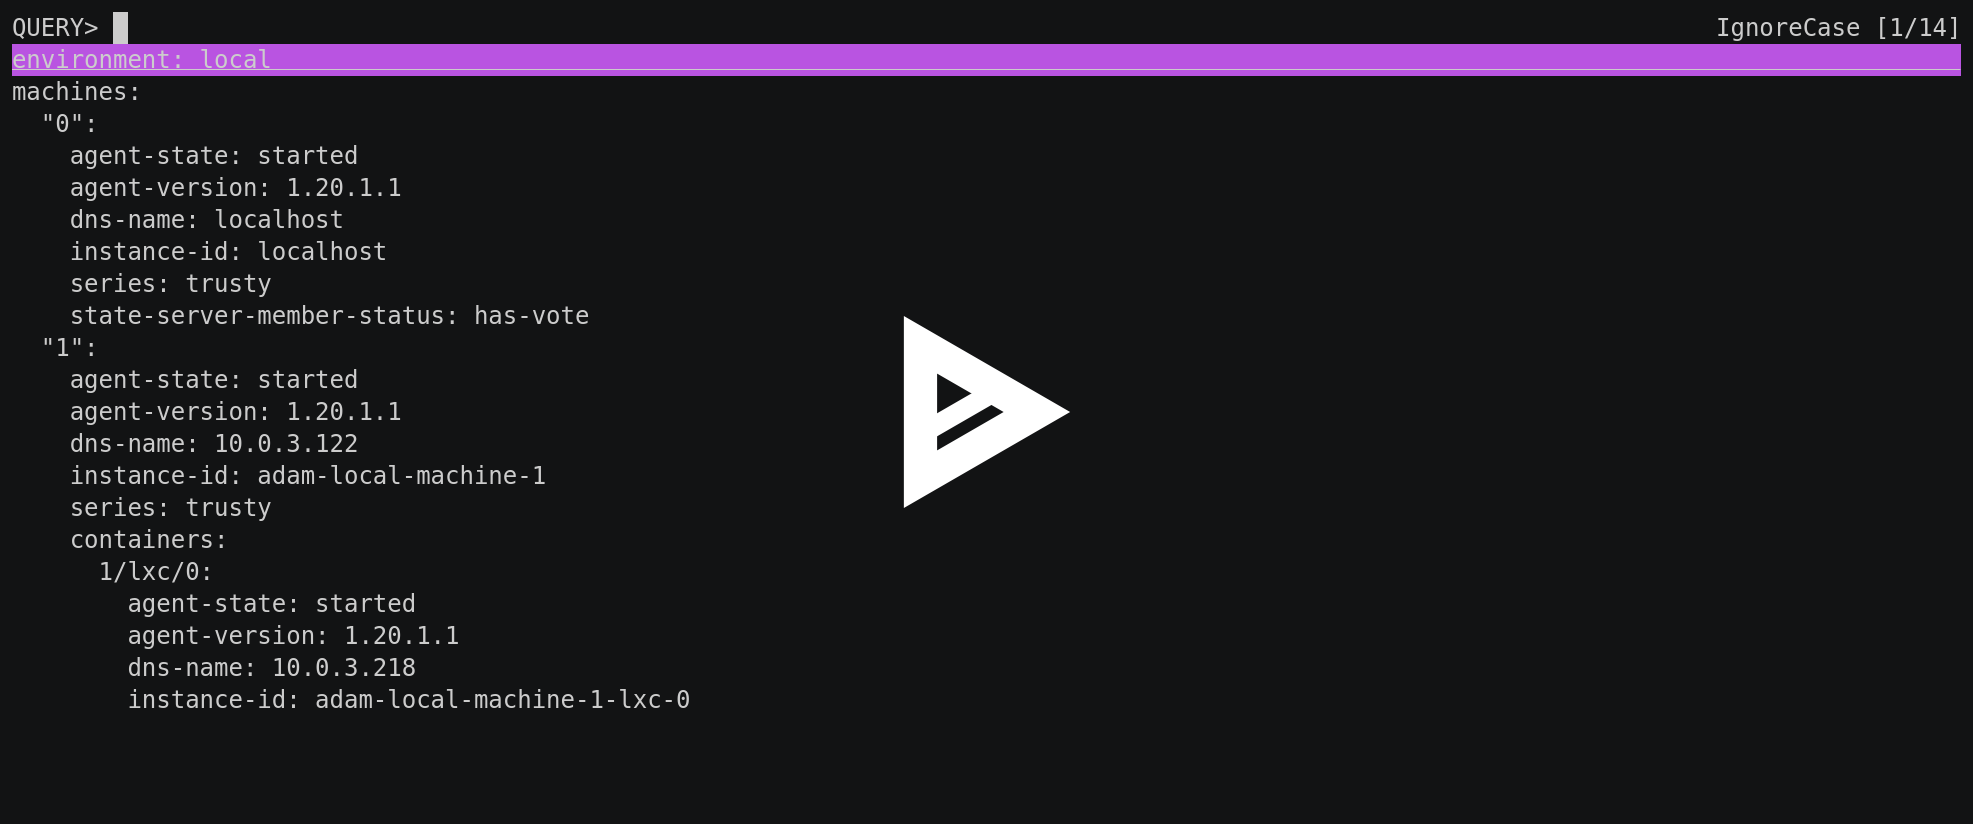 QUERY> IgnoreCase [1/14]
environment: local
machines:
  "0":
    agent-state: started
    agent-version: 1.20.1.1
    dns-name: localhost
    instance-id: localhost
    series: trusty
    state-server-member-status: has-vote
  "1":
    agent-state: started
    agent-version: 1.20.1.1
    dns-name: 10.0.3.122
    instance-id: adam-local-machine-1
    series: trusty
    containers:
      1/lxc/0:
        agent-state: started
        agent-version: 1.20.1.1
        dns-name: 10.0.3.218
        instance-id: adam-local-machine-1-lxc-0